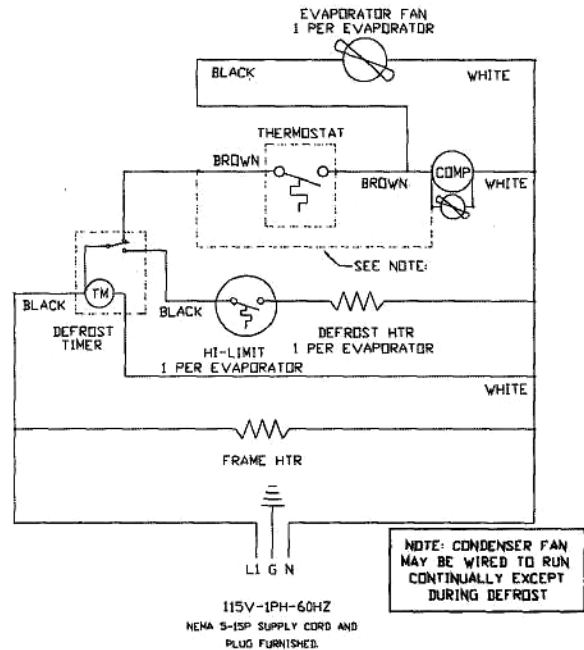 EVAPORATOR FAN
1 PER EVAPORATOR
BLACK
WHITE
THERMOSTAT
BROWN
BROWN
COMP
WHITE
SEE NOTE:
BLACK
TM
BLACK
DEFROST
TIMER
HI-LIMIT
1 PER EVAPORATOR
DEFROST HTR
1 PER EVAPORATOR
WHITE
FRAME HTR
L1 G N
115V-1PH-60HZ
NEMA 5-15P SUPPLY CORD AND
PLUG FURNISHED.
NOTE: CONDENSER FAN
MAY BE WIRED TO RUN
CONTINUALLY EXCEPT
DURING DEFROST